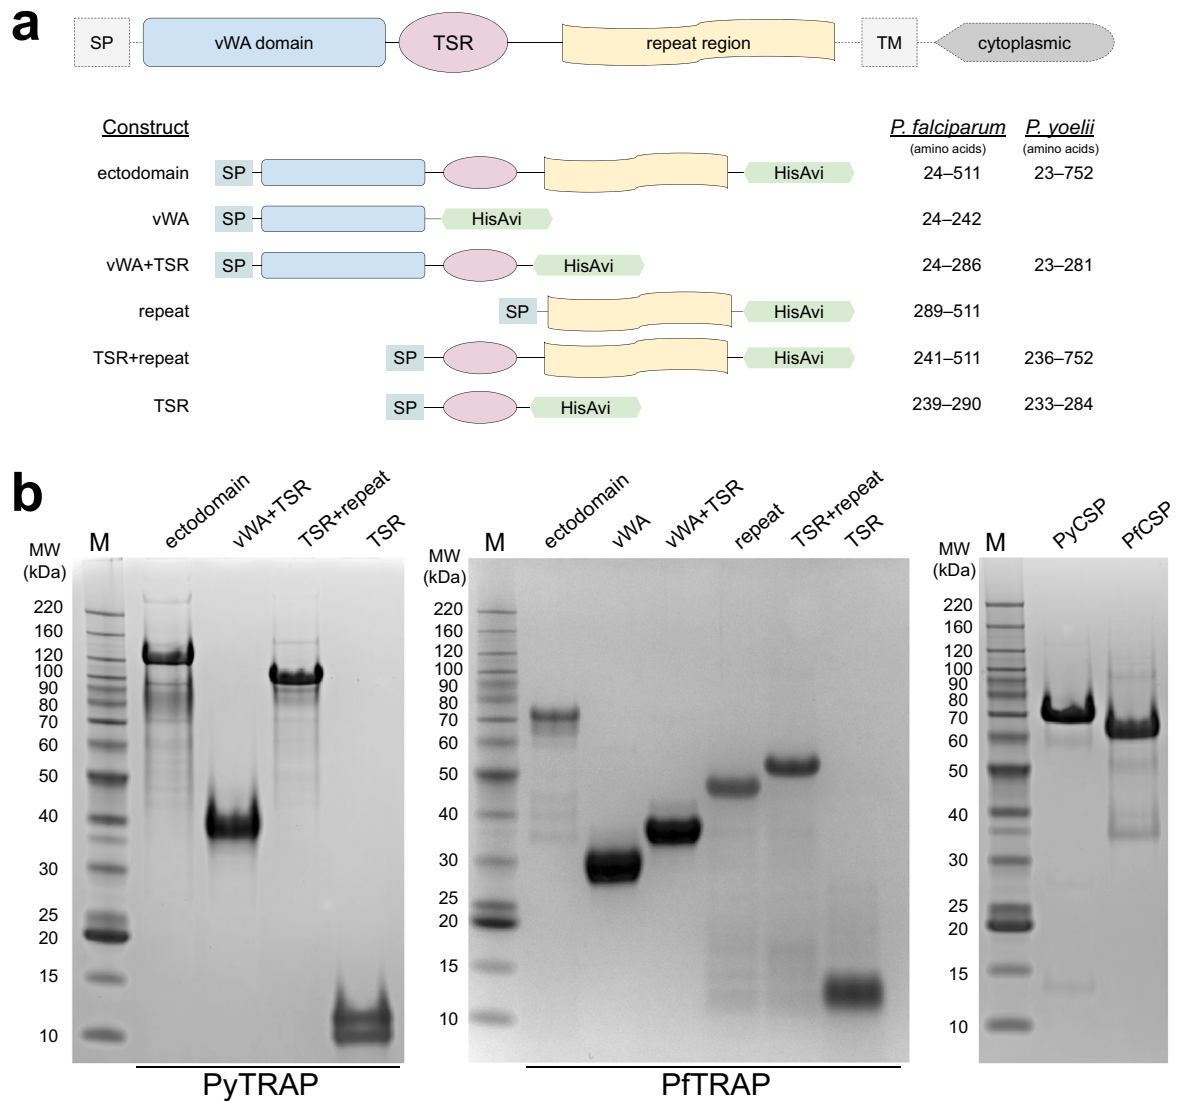 a
SP vWA domain TSR repeat region TM cytoplasmic
Construct P. falciparum P. yoelii
(amino acids) (amino acids)
ectodomain SP HisAvi 24–511 23–752
vWA SP HisAvi 24–242
vWA+TSR SP HisAvi 24–286 23–281
repeat SP HisAvi 289–511
TSR+repeat SP HisAvi 241–511 236–752
TSR SP HisAvi 239–290 233–284
b
MW
(kDa)
M ectodomain vWA+TSR TSR+repeat TSR
220
160
120
100
90
80
70
60
50
40
30
25
20
15
10
PyTRAP
MW
(kDa)
M ectodomain vWA vWA+TSR repeat TSR+repeat TSR
220
160
120
100
90
80
70
60
50
40
30
25
20
15
10
PfTRAP
MW
(kDa)
M PyCSP PfCSP
220
160
120
100
90
80
70
60
50
40
30
25
20
15
10